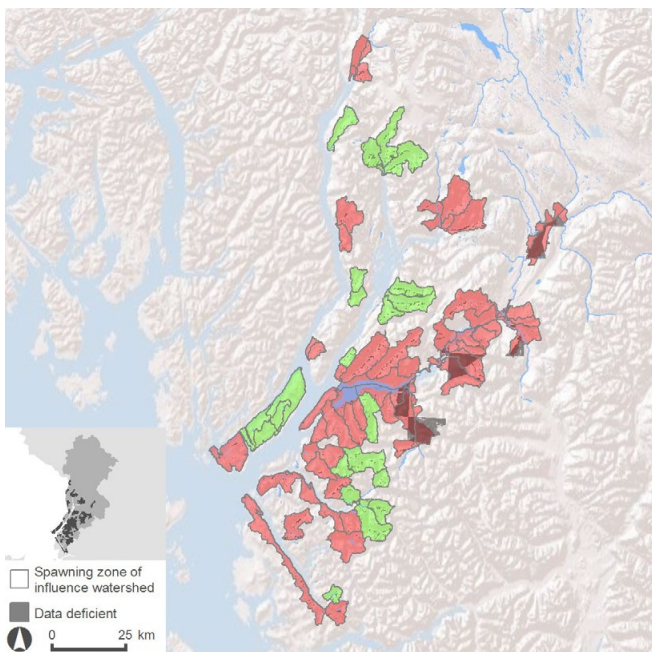 Spawning zone of
influence watershed
Data deficient
0 25 km